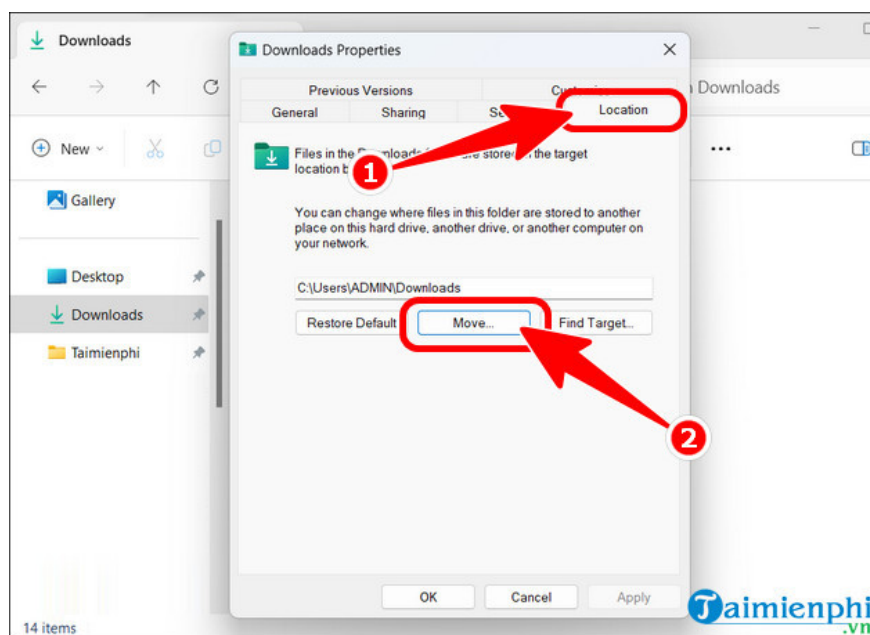 Downloads
Downloads Properties
Downloads
Previous Versions
General
Sharing
Location
New
Files in the
are stored
the target
location
1
You can change where files in this folder are stored to another
place on this hard drive, another drive, or another computer on
your network.
C:\Users\ADMIN\Downloads
Restore Default
Move...
Find Target...
2
Gallery
Desktop
Downloads
Taimienphi
OK
Cancel
Apply
14 items
Taimienphi
.vn